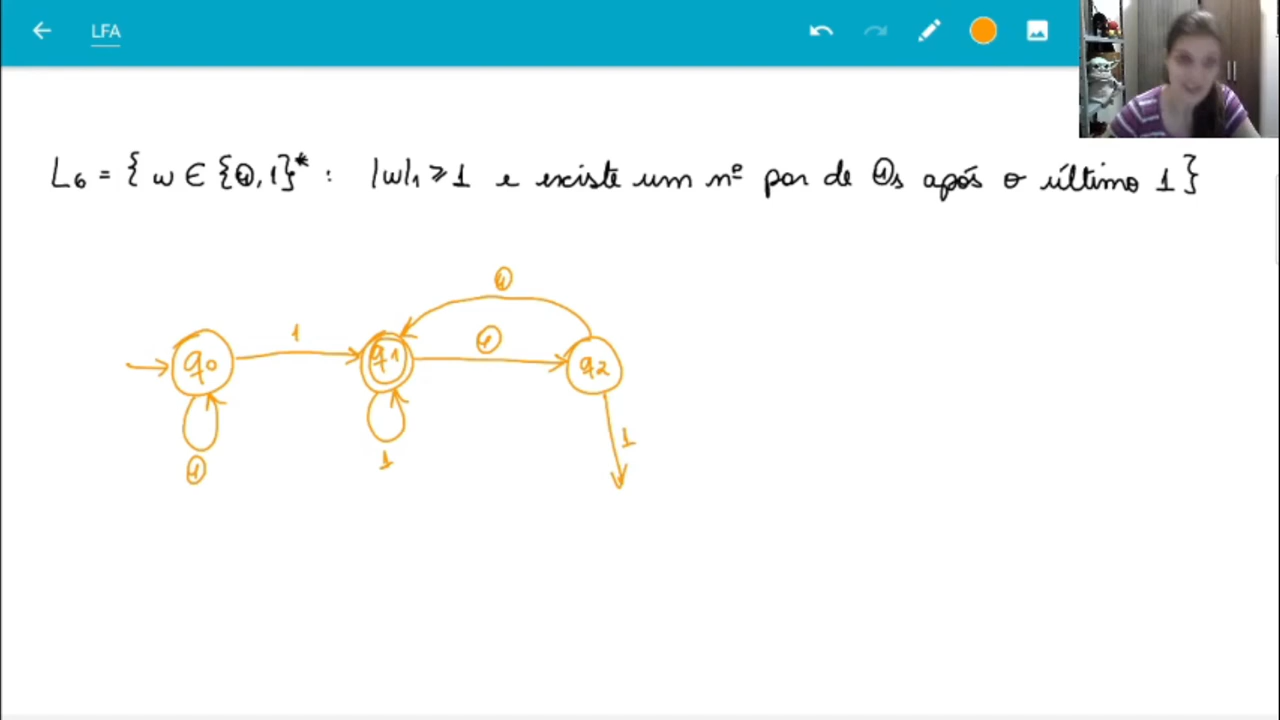 LFA
L6 = { w ∈ {0,1}* : |w|₁ ≥ 1 e existe um nº par de 0s após o último 1 }
0
1
0
q0
q1
q2
1
0
1